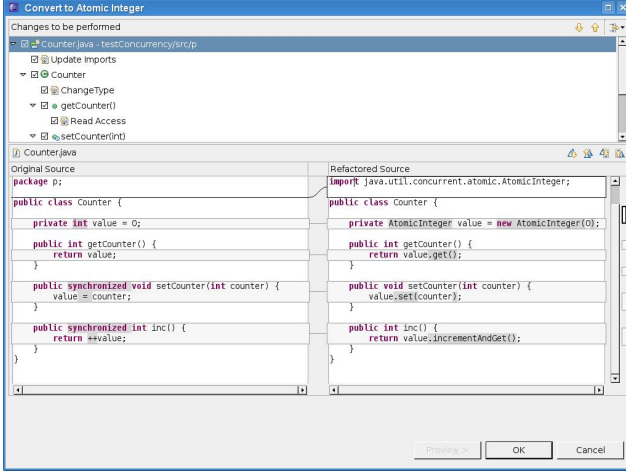 Convert to Atomic Integer
Changes to be performed
Counter.java - testConcurrency/src/p
Update Imports
Counter
ChangeType
getCounter()
Read Access
setCounter(int)
Counter.java
Original Source
package p;
public class Counter {
private int value = 0;
public int getCounter() {
return value;
}
public synchronized void setCounter(int counter) {
value = counter;
}
public synchronized int inc() {
return ++value;
}
}
Refactored Source
import java.util.concurrent.atomic.AtomicInteger;
public class Counter {
private AtomicInteger value = new AtomicInteger(0);
public int getCounter() {
return value.get();
}
public void setCounter(int counter) {
value.set(counter);
}
public int inc() {
return value.incrementAndGet();
}
}
Preview >
OK
Cancel